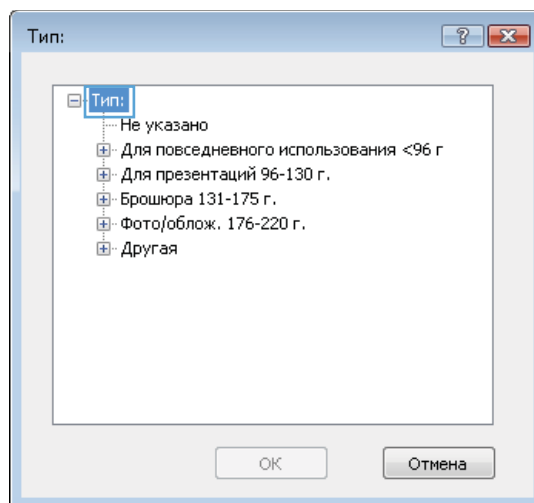 Тип:
Тип:
Не указано
Для повседневного использования <96 г
Для презентаций 96-130 г.
Брошюра 131-175 г.
Фото/облож. 176-220 г.
Другая
ОК
Отмена